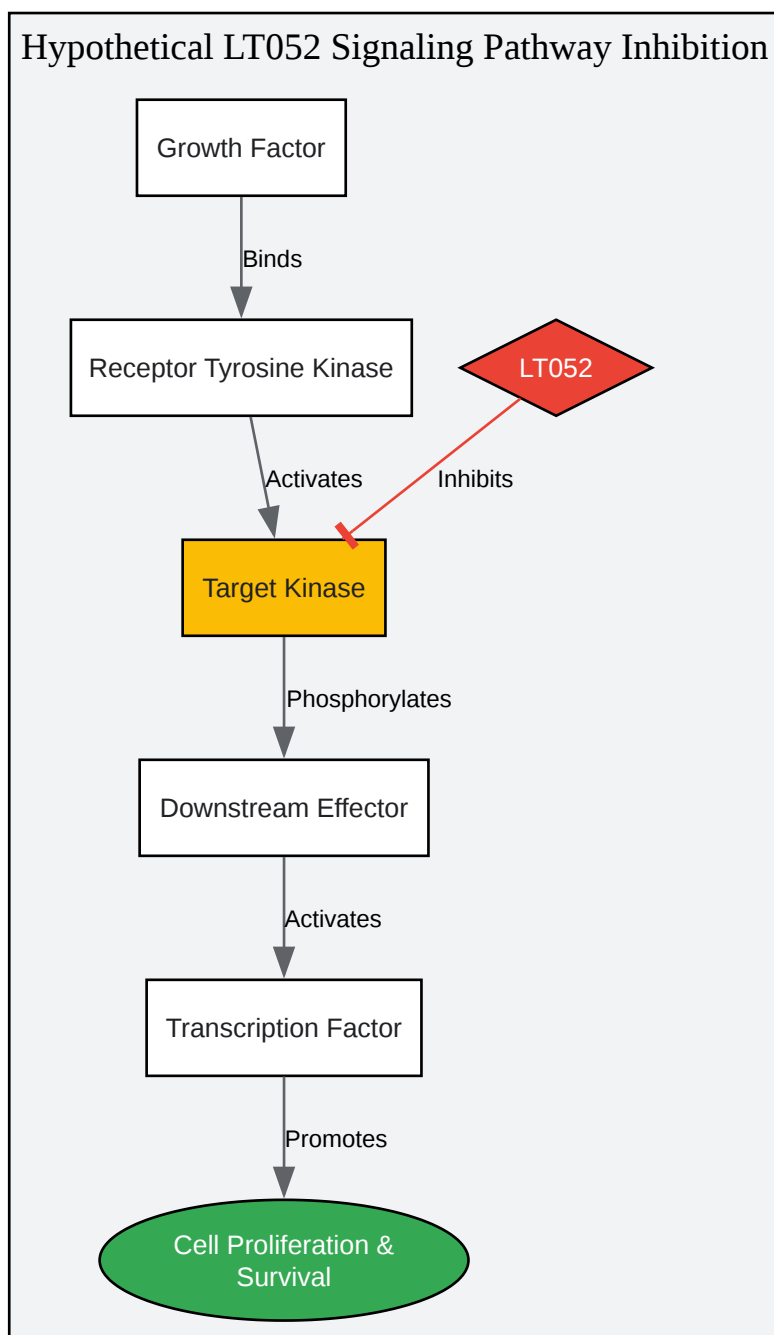 Hypothetical LT052 Signaling Pathway Inhibition
Growth Factor
Binds
Receptor Tyrosine Kinase
LT052
Activates
Inhibits
Target Kinase
Phosphorylates
Downstream Effector
Activates
Transcription Factor
Promotes
Cell Proliferation &
Survival